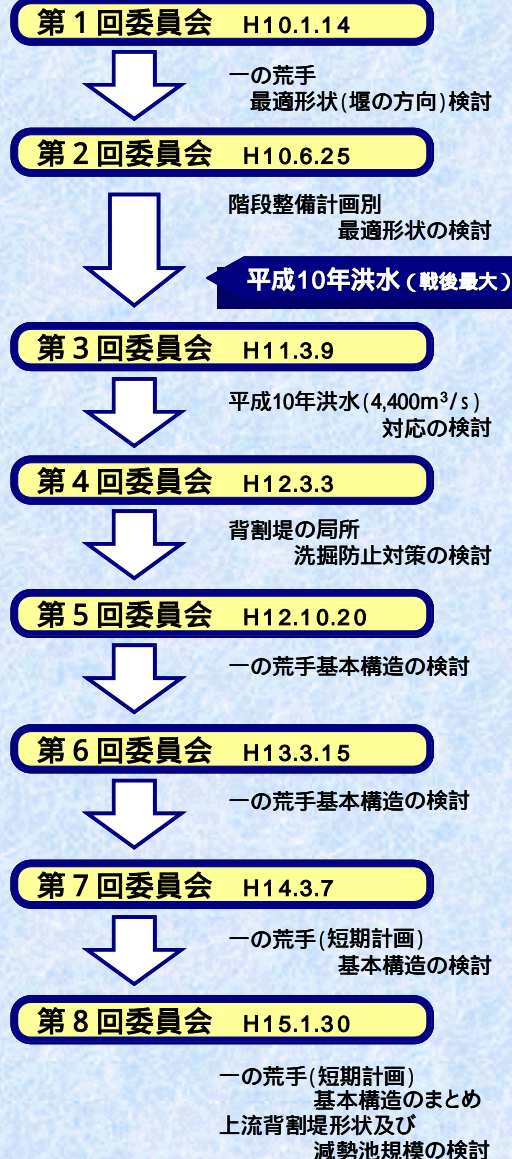 第1回委員会 H10.1.14
一の荒手
最適形状(堰の方向)検討
第2回委員会 H10.6.25
階段整備計画別
最適形状の検討
平成10年洪水(戦後最大)
第3回委員会 H11.3.9
平成10年洪水(4,400m³/s)
対応の検討
第4回委員会 H12.3.3
背割堤の局所
洗掘防止対策の検討
第5回委員会 H12.10.20
一の荒手基本構造の検討
第6回委員会 H13.3.15
一の荒手基本構造の検討
第7回委員会 H14.3.7
一の荒手(短期計画)
基本構造の検討
第8回委員会 H15.1.30
一の荒手(短期計画)
基本構造のまとめ
上流背割堤形状及び
減勢池規模の検討